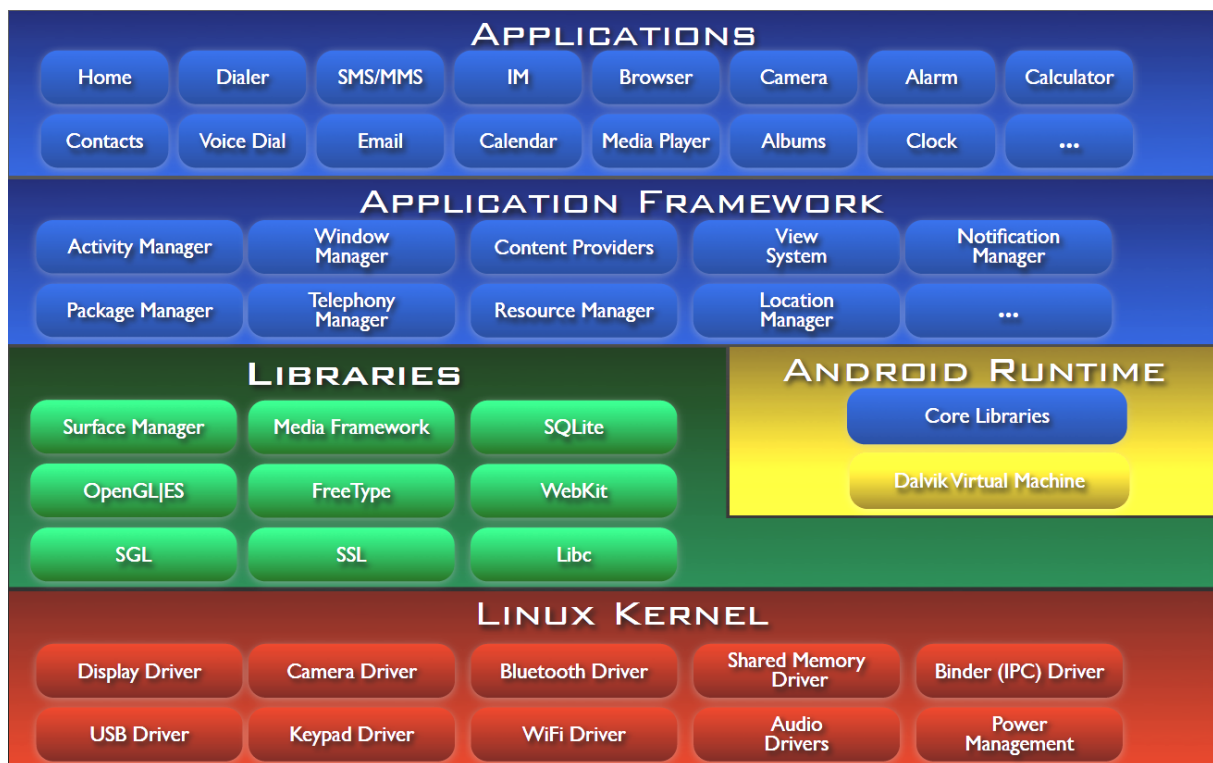 APPLICATIONS
Home
Dialer
SMS/MMS
IM
Browser
Camera
Alarm
Calculator
Contacts
Voice Dial
Email
Calendar
Media Player
Albums
Clock
...
APPLICATION FRAMEWORK
Activity Manager
Window
Manager
Content Providers
View
System
Notification
Manager
Package Manager
Telephony
Manager
Resource Manager
Location
Manager
...
LIBRARIES
Surface Manager
Media Framework
SQLite
OpenGL|ES
FreeType
WebKit
SGL
SSL
Libc
ANDROID RUNTIME
Core Libraries
Dalvik Virtual Machine
LINUX KERNEL
Display Driver
Camera Driver
Bluetooth Driver
Shared Memory
Driver
Binder (IPC) Driver
USB Driver
Keypad Driver
WiFi Driver
Audio
Drivers
Power
Management